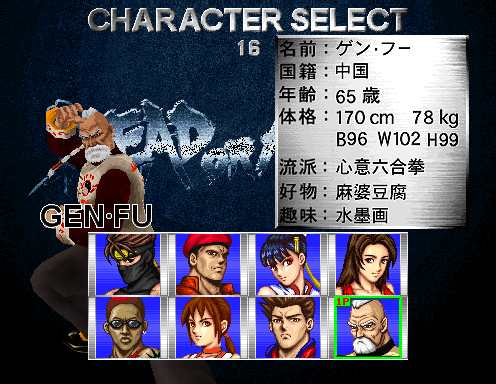 CHARACTER SELECT
16
名前：ゲン·フー
国籍：中国
年齢：65 歳
体格：170 cm 78 kg
B96 W102 H99
流派：心意六合拳
好物：麻婆豆腐
趣味：水墨画
DEAD OR A
GEN·FU
1P